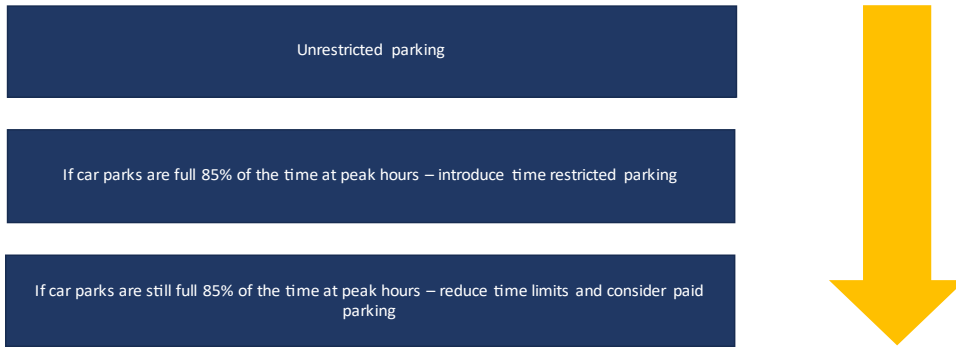 Unrestricted parking
If car parks are full 85% of the time at peak hours – introduce time restricted parking
If car parks are still full 85% of the time at peak hours – reduce time limits and consider paid
parking